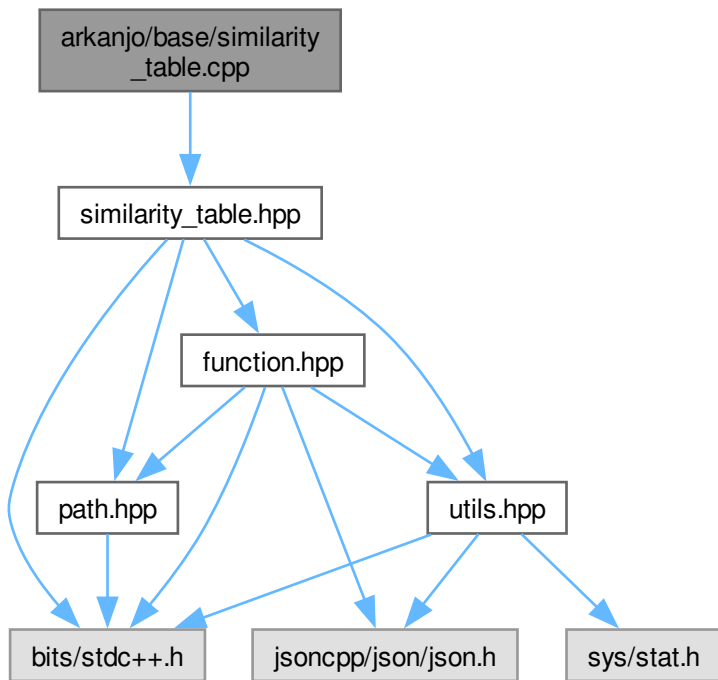 arkanjo/base/similarity
_table.cpp
similarity_table.hpp
function.hpp
path.hpp
utils.hpp
bits/stdc++.h
jsoncpp/json/json.h
sys/stat.h